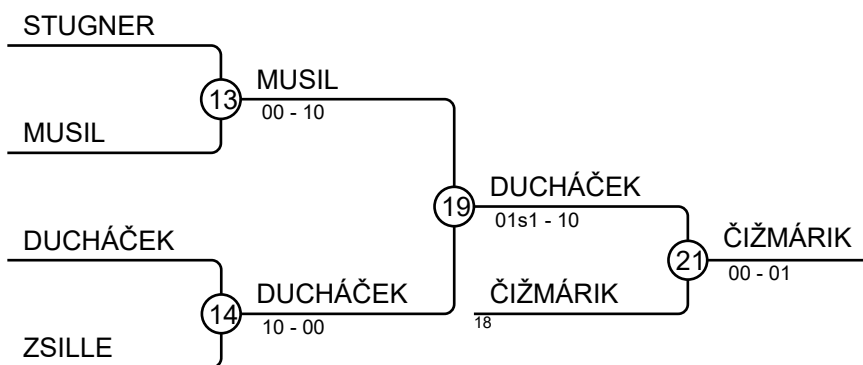 STUGNER
13
MUSIL
00 - 10
MUSIL
19
DUCHÁČEK
01s1 - 10
DUCHÁČEK
21
ČIŽMÁRIK
00 - 01
14
DUCHÁČEK
10 - 00
ČIŽMÁRIK
18
ZSILLE